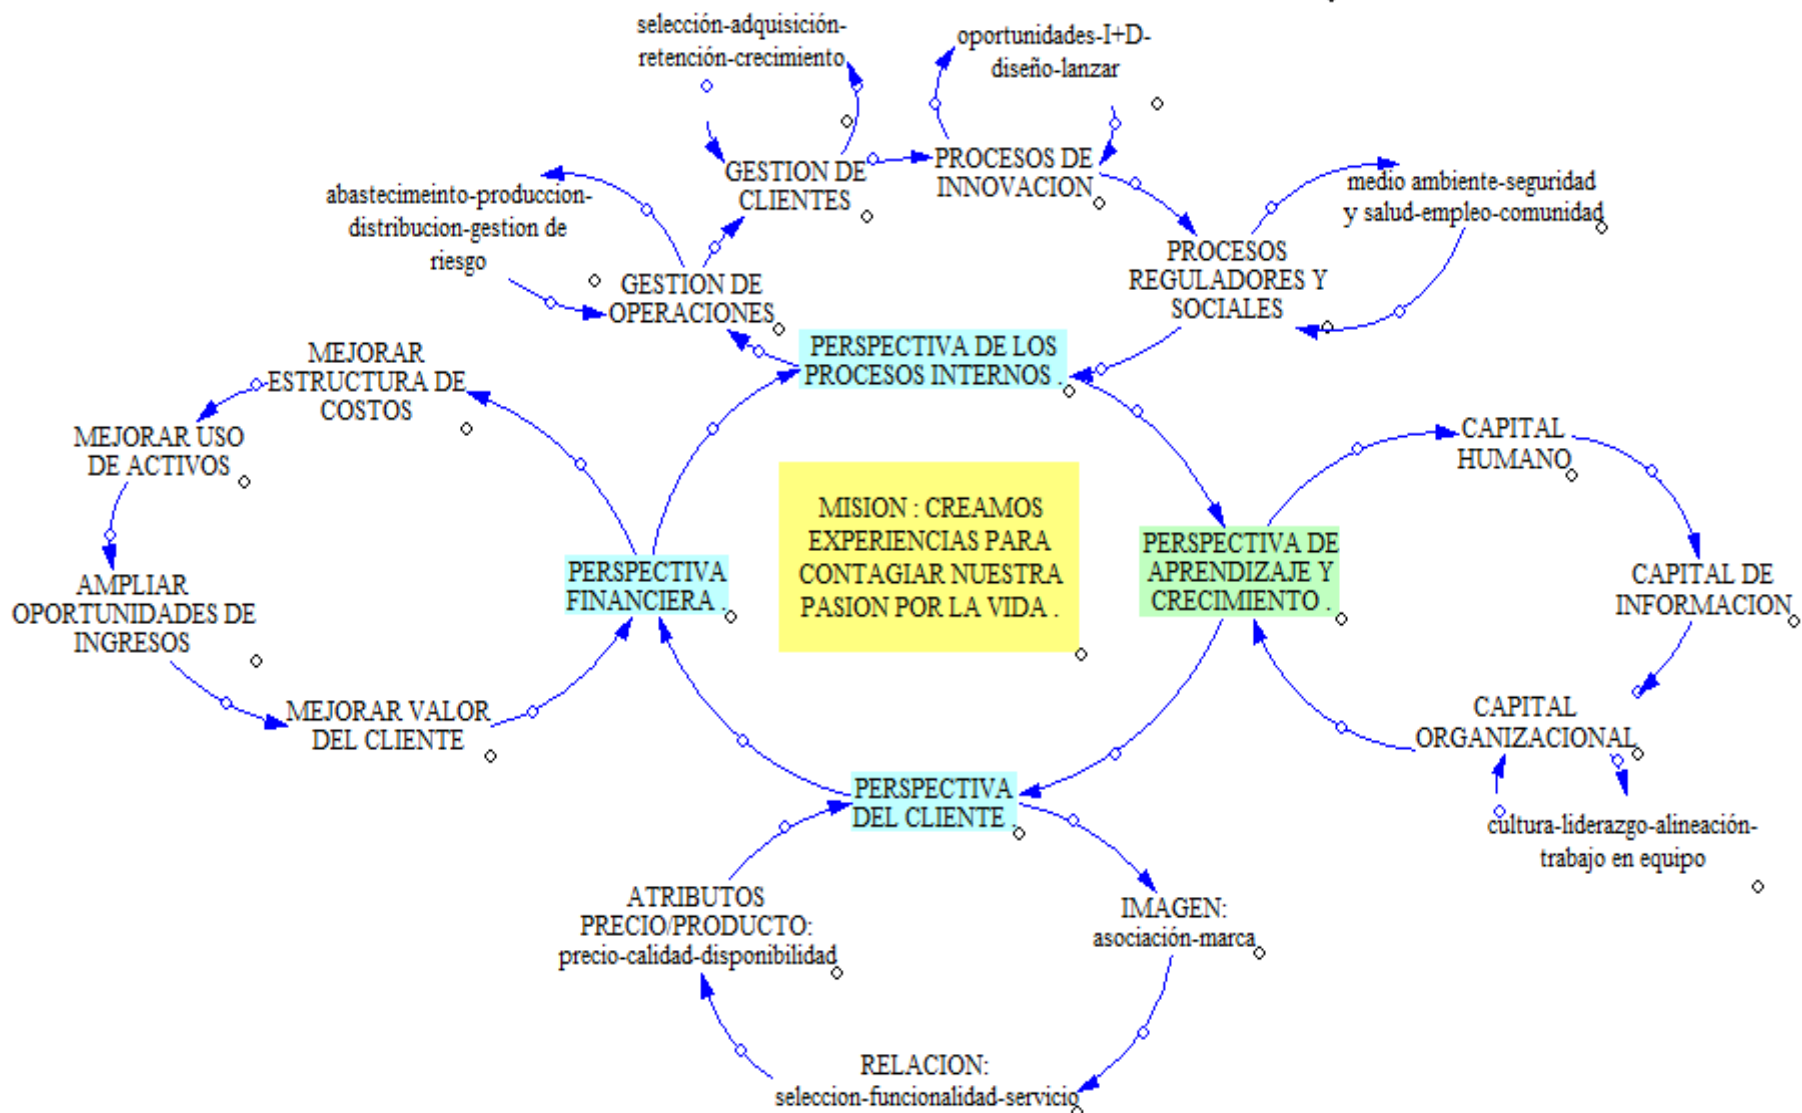 selección-adquisición-
retención-crecimiento
oportunidades-I+D-
diseño-lanzar
GESTION DE
CLIENTES
PROCESOS DE
INNOVACION
medio ambiente-seguridad
y salud-empleo-comunidad
abastecimeinto-produccion-
distribucion-gestion de
riesgo
PROCESOS
REGULADORES Y
SOCIALES
GESTION DE
OPERACIONES
PERSPECTIVA DE LOS
PROCESOS INTERNOS .
MEJORAR
ESTRUCTURA DE
COSTOS
MEJORAR USO
DE ACTIVOS
CAPITAL
HUMANO
MISION : CREAMOS
EXPERIENCIAS PARA
CONTAGIAR NUESTRA
PASION POR LA VIDA .
PERSPECTIVA DE
APRENDIZAJE Y
CRECIMIENTO .
PERSPECTIVA
FINANCIERA .
AMPLIAR
OPORTUNIDADES DE
INGRESOS
CAPITAL DE
INFORMACION
MEJORAR VALOR
DEL CLIENTE
CAPITAL
ORGANIZACIONAL
PERSPECTIVA
DEL CLIENTE .
cultura-liderazgo-alineación-
trabajo en equipo
ATRIBUTOS
PRECIO/PRODUCTO:
precio-calidad-disponibilidad
IMAGEN:
asociación-marca
RELACION:
seleccion-funcionalidad-servicio